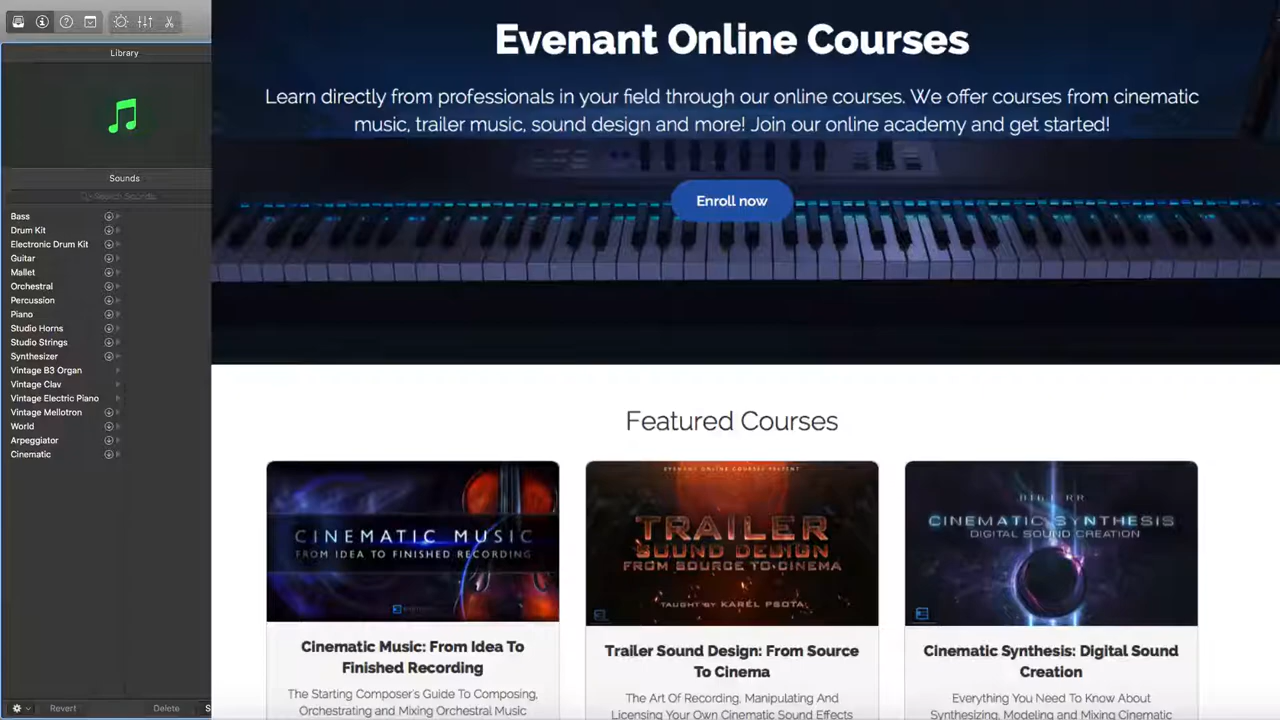 Library
Sounds
Search Sounds
Bass
Drum Kit
Electronic Drum Kit
Guitar
Mallet
Orchestral
Percussion
Piano
Studio Horns
Studio Strings
Synthesizer
Vintage B3 Organ
Vintage Clav
Vintage Electric Piano
Vintage Mellotron
World
Arpeggiator
Cinematic
Revert
Delete
S
Evenant Online Courses
Learn directly from professionals in your field through our online courses. We offer courses from cinematic
music, trailer music, sound design and more! Join our online academy and get started!
Enroll now
Featured Courses
CINEMATIC MUSIC
FROM IDEA TO FINISHED RECORDING
Cinematic Music: From Idea To
Finished Recording
The Starting Composer's Guide To Composing,
Orchestrating and Mixing Orchestral Music
EVENANT ONLINE COURSES PRESENT
TRAILER
SOUND DESIGN
FROM SOURCE TO CINEMA
TAUGHT BY KAREL PSOTA
Trailer Sound Design: From Source
To Cinema
The Art Of Recording, Manipulating And
Licensing Your Own Cinematic Sound Effects
CINEMATIC SYNTHESIS
DIGITAL SOUND CREATION
Cinematic Synthesis: Digital Sound
Creation
Everything You Need To Know About
Synthesizing, Modeling and Mixing Cinematic